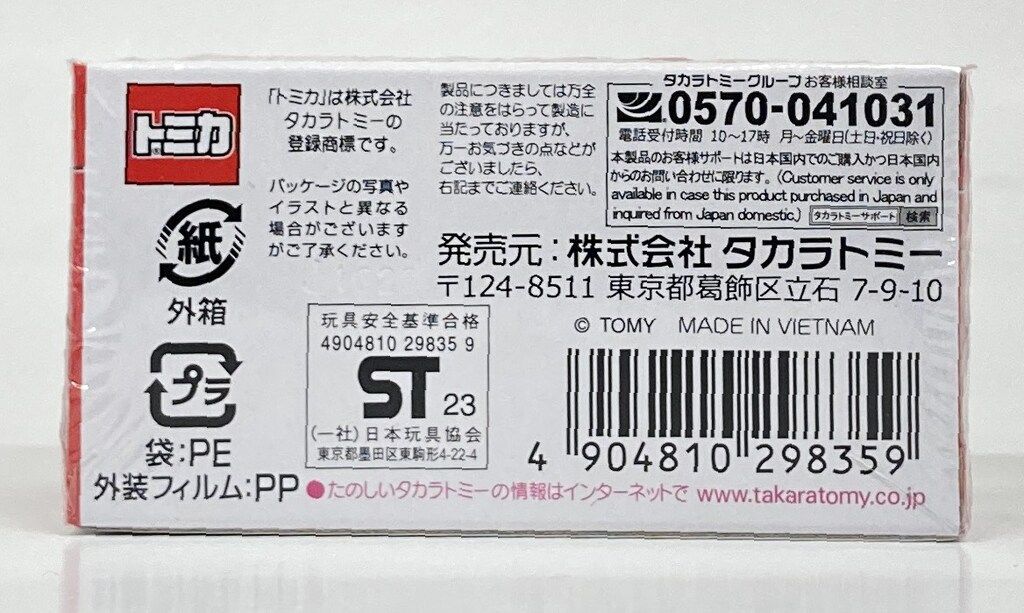 トミカ
「トミカ」は株式会社
タカラトミーの
登録商標です。
パッケージの写真や
イラストと異なる
場合がございます
がご了承ください。
紙
外箱
プラ
袋:PE
外装フィルム:PP
製品につきましては万全
の注意をはらって製造に
当たっておりますが、
万一お気づきの点などが
ございましたら、
右記までご連絡ください。
タカラトミーグループ お客様相談室
0570-041031
電話受付時間 10～17時 月～金曜日(土日・祝日除く)
本製品のお客様サポートは日本国内でのご購入かつ日本国内
からのお問い合わせに限ります。(Customer service is only
available in case this product purchased in Japan and
inquired from Japan domestic.) タカラトミーサポート 検索
発売元:株式会社 タカラトミー
〒124-8511 東京都葛飾区立石 7-9-10
© TOMY MADE IN VIETNAM
玩具安全基準合格
4904810 29835 9
ST 23
(一社)日本玩具協会
東京都墨田区東駒形4-22-4
4 904810 298359
●たのしいタカラトミーの情報はインターネットで www.takaratomy.co.jp